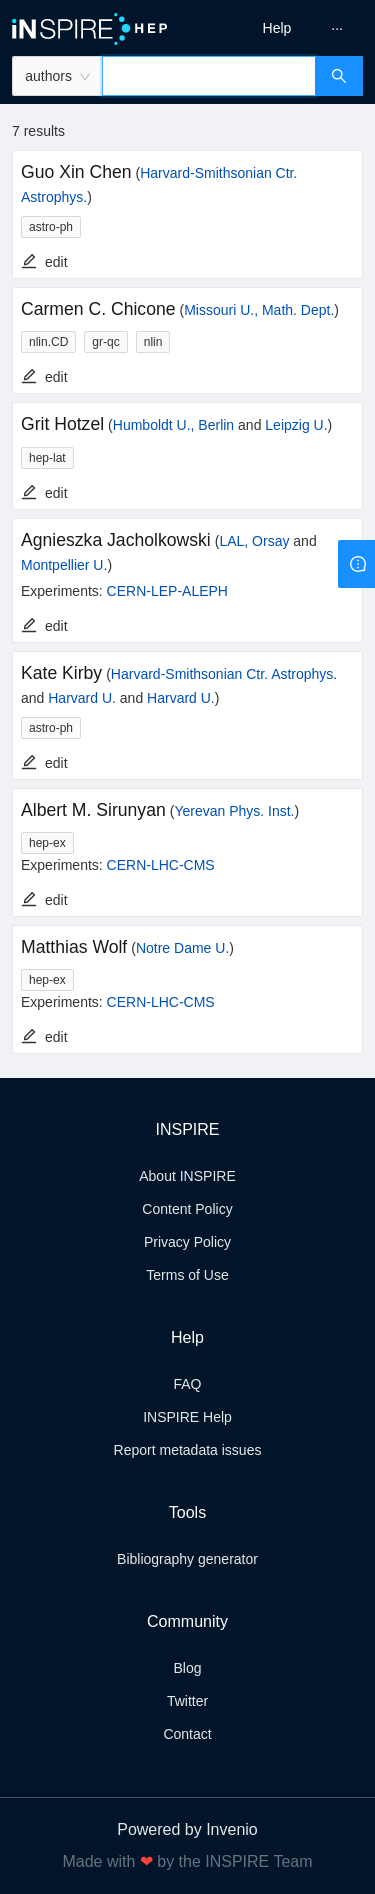 iNSPIRE HEP
Help
...
authors
7 results
Guo Xin Chen (Harvard-Smithsonian Ctr.
Astrophys.)
astro-ph
edit
Carmen C. Chicone (Missouri U., Math. Dept.)
nlin.CD gr-qc nlin
edit
Grit Hotzel (Humboldt U., Berlin and Leipzig U.)
hep-lat
edit
Agnieszka Jacholkowski (LAL, Orsay and
Montpellier U.)
Experiments: CERN-LEP-ALEPH
edit
Kate Kirby (Harvard-Smithsonian Ctr. Astrophys.
and Harvard U. and Harvard U.)
astro-ph
edit
Albert M. Sirunyan (Yerevan Phys. Inst.)
hep-ex
Experiments: CERN-LHC-CMS
edit
Matthias Wolf (Notre Dame U.)
hep-ex
Experiments: CERN-LHC-CMS
edit
INSPIRE
About INSPIRE
Content Policy
Privacy Policy
Terms of Use
Help
FAQ
INSPIRE Help
Report metadata issues
Tools
Bibliography generator
Community
Blog
Twitter
Contact
Powered by Invenio
Made with ❤ by the INSPIRE Team